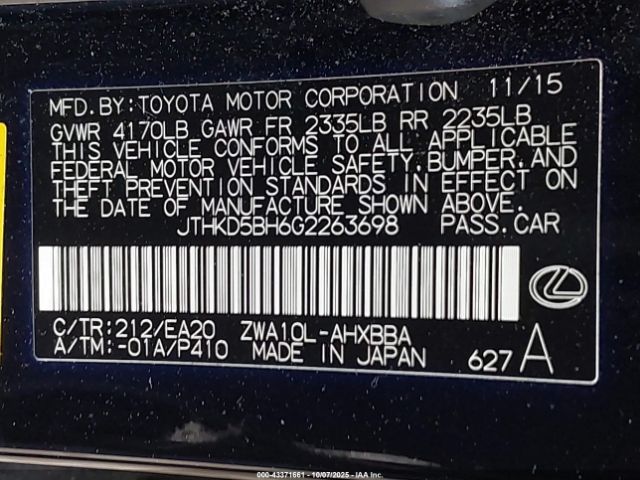 MFD. BY: TOYOTA MOTOR CORPORATION 11/15
GVWR 4170LB GAWR FR 2335LB RR 2235LB
THIS VEHICLE CONFORMS TO ALL APPLICABLE
FEDERAL MOTOR VEHICLE SAFETY, BUMPER, AND
THEFT PREVENTION STANDARDS IN EFFECT ON
THE DATE OF MANUFACTURE SHOWN ABOVE.
JTHKD5BH6G2263698 PASS. CAR
C/TR: 212/EA20 ZWA10L-AHXBBA
A/TM: -01A/P410 MADE IN JAPAN 627 A
000-43371661 - 10/07/2025 - IAA Inc.